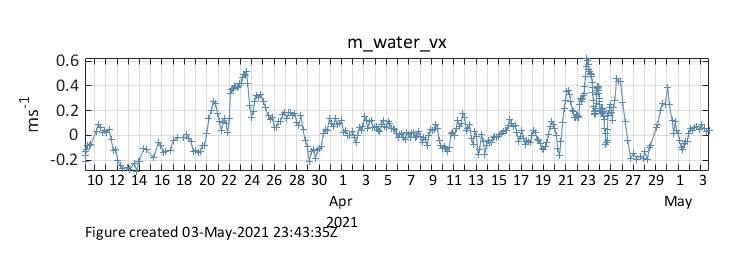 m_water_vx
ms-1
0.6
0.4
0.2
0
-0.2
10 12 14 16 18 20 22 24 26 28 30 1 3 5 7 9 11 13 15 17 19 21 23 25 27 29 1 3
Apr May
2021
Figure created 03-May-2021 23:43:35Z